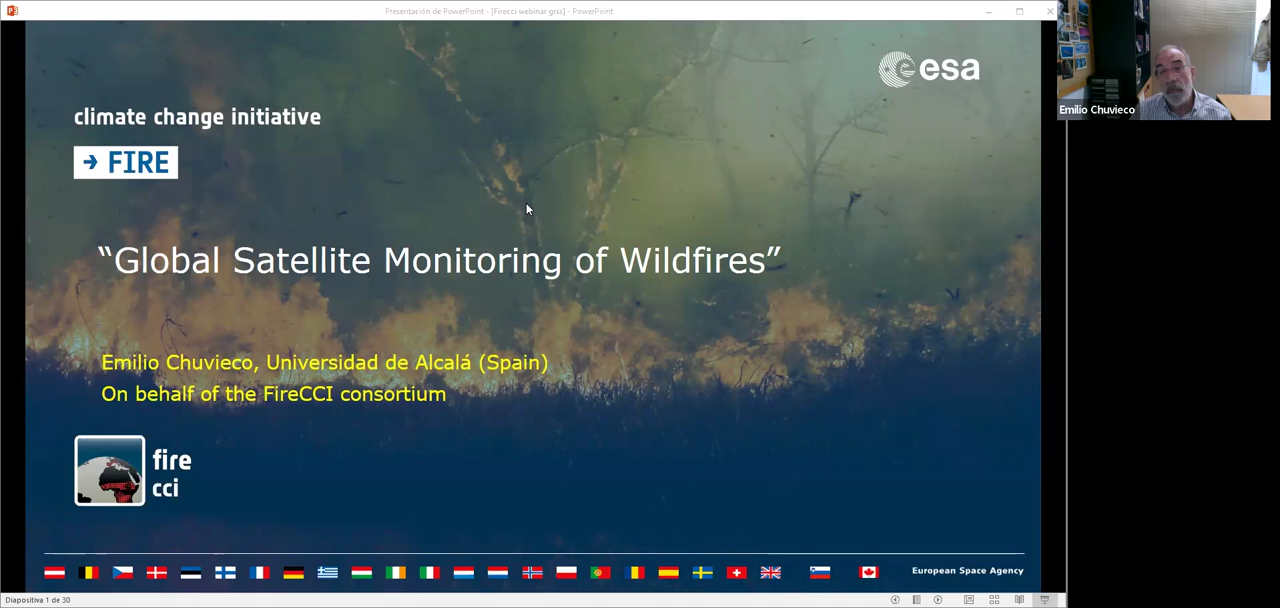 Presentación de PowerPoint - [Firecci webinar grss] - PowerPoint
esa
climate change initiative
→ FIRE
“Global Satellite Monitoring of Wildfires”
Emilio Chuvieco, Universidad de Alcalá (Spain)
On behalf of the FireCCI consortium
fire
cci
European Space Agency
Diapositiva 1 de 30
Emilio Chuvieco